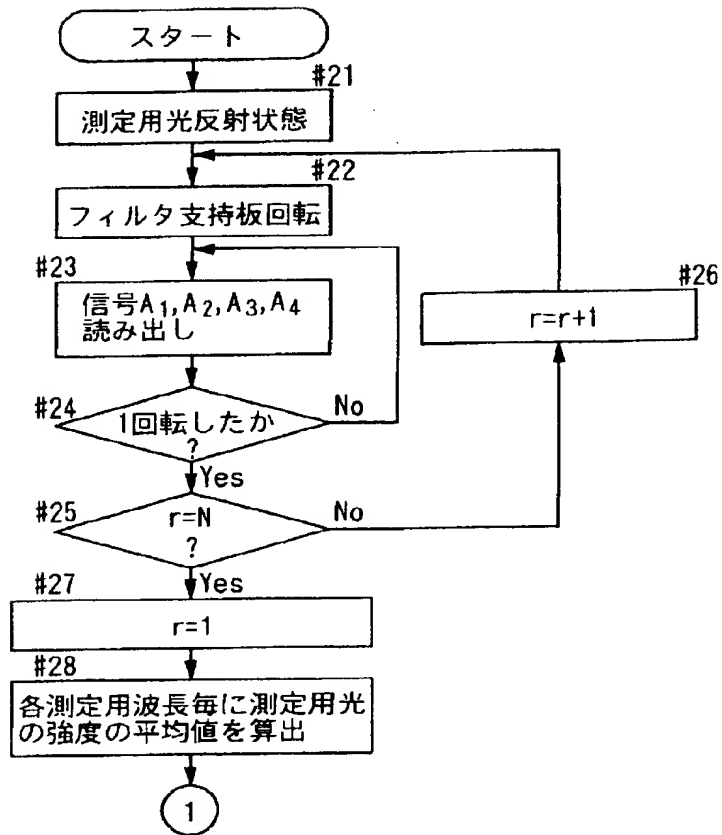 スタート
#21
測定用光反射状態
#22
フィルタ支持板回転
#23
信号A1,A2,A3,A4
読み出し
#26
r=r+1
#24
1回転したか
?
No
Yes
#25
r=N
?
No
Yes
#27
r=1
#28
各測定用波長毎に測定用光
の強度の平均値を算出
1